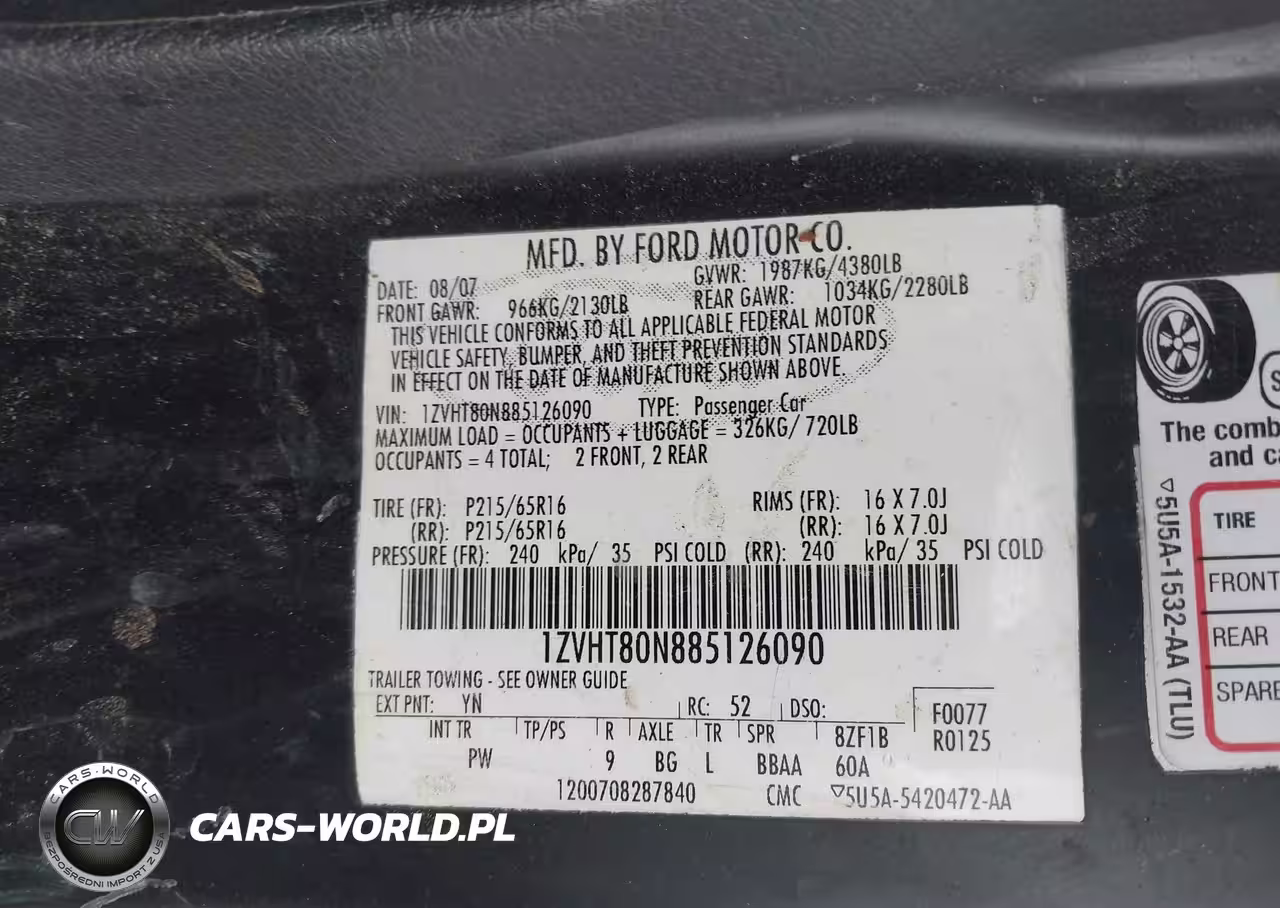 MFD. BY FORD MOTOR CO.
DATE: 08/07 GVWR: 1987KG/4380LB
FRONT GAWR: 966KG/2130LB REAR GAWR: 1034KG/2280LB
THIS VEHICLE CONFORMS TO ALL APPLICABLE FEDERAL MOTOR
VEHICLE SAFETY, BUMPER, AND THEFT PREVENTION STANDARDS
IN EFFECT ON THE DATE OF MANUFACTURE SHOWN ABOVE.
VIN: 1ZVHT80N885126090 TYPE: Passenger Car
MAXIMUM LOAD = OCCUPANTS + LUGGAGE = 326KG/ 720LB
OCCUPANTS = 4 TOTAL; 2 FRONT, 2 REAR
TIRE (FR): P215/65R16 RIMS (FR): 16 X 7.0J
(RR): P215/65R16 (RR): 16 X 7.0J
PRESSURE (FR): 240 kPa/ 35 PSI COLD (RR): 240 kPa/ 35 PSI COLD
1ZVHT80N885126090
TRAILER TOWING - SEE OWNER GUIDE
EXT PNT: YN RC: 52 DSO:
F0077
R0125
INT TR TP/PS R AXLE TR SPR 8ZF1B
PW 9 BG L BBAA 60A
1200708287840 CMC ▽5U5A-5420472-AA
The comb
and ca
TIRE
FRONT
REAR
SPARE
▽5U5A-1532-AA (TLU)
CARS-WORLD
CW
BEZPOŚREDNI IMPORT Z USA
CARS-WORLD.PL